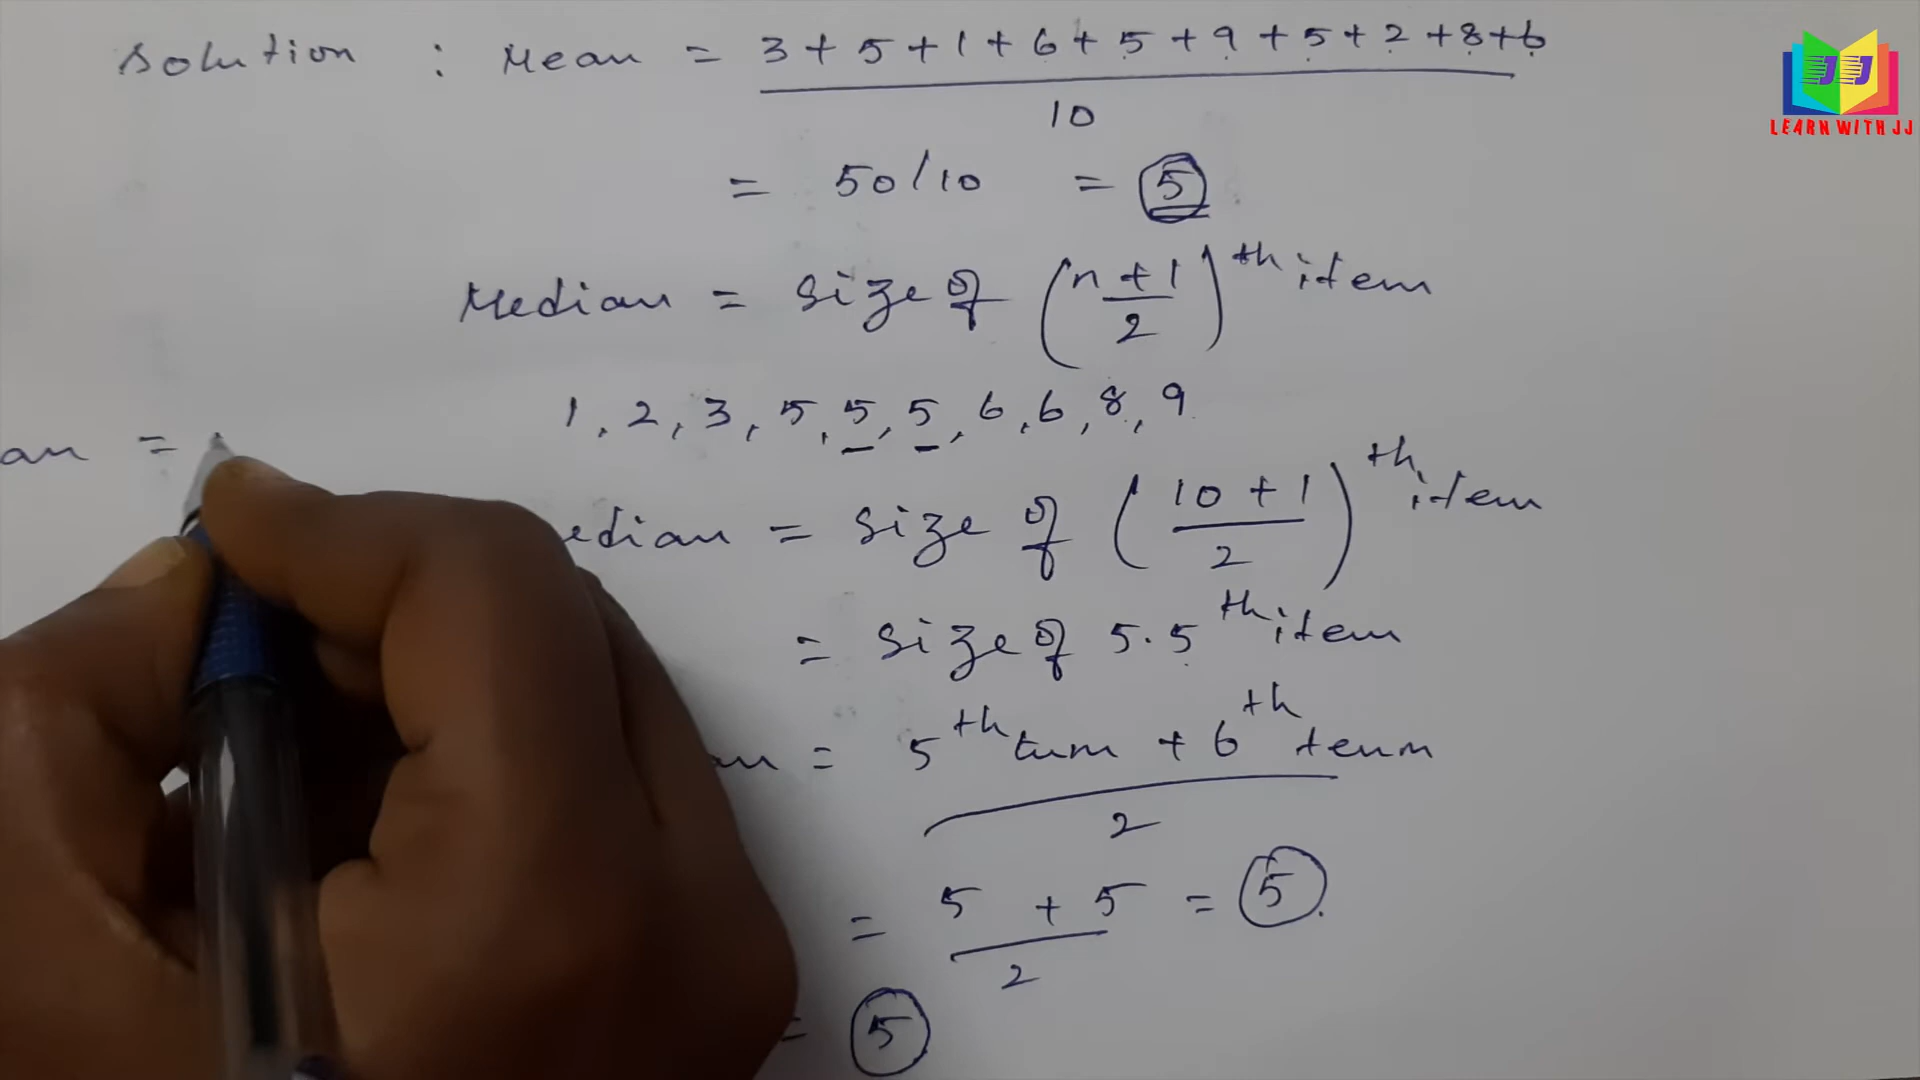 Solution : Mean = 3 + 5 + 1 + 6 + 5 + 9 + 5 + 2 + 8 + 6
10
= 50/10 = 5
Median = size of (n + 1 / 2)th item
1, 2, 3, 5, 5, 5, 6, 6, 8, 9
an =
edian = size of (10 + 1 / 2)th item
= size of 5.5th item
an = 5th term + 6th term
2
= 5 + 5 = 5
2
= 5
LEARN WITH JJ